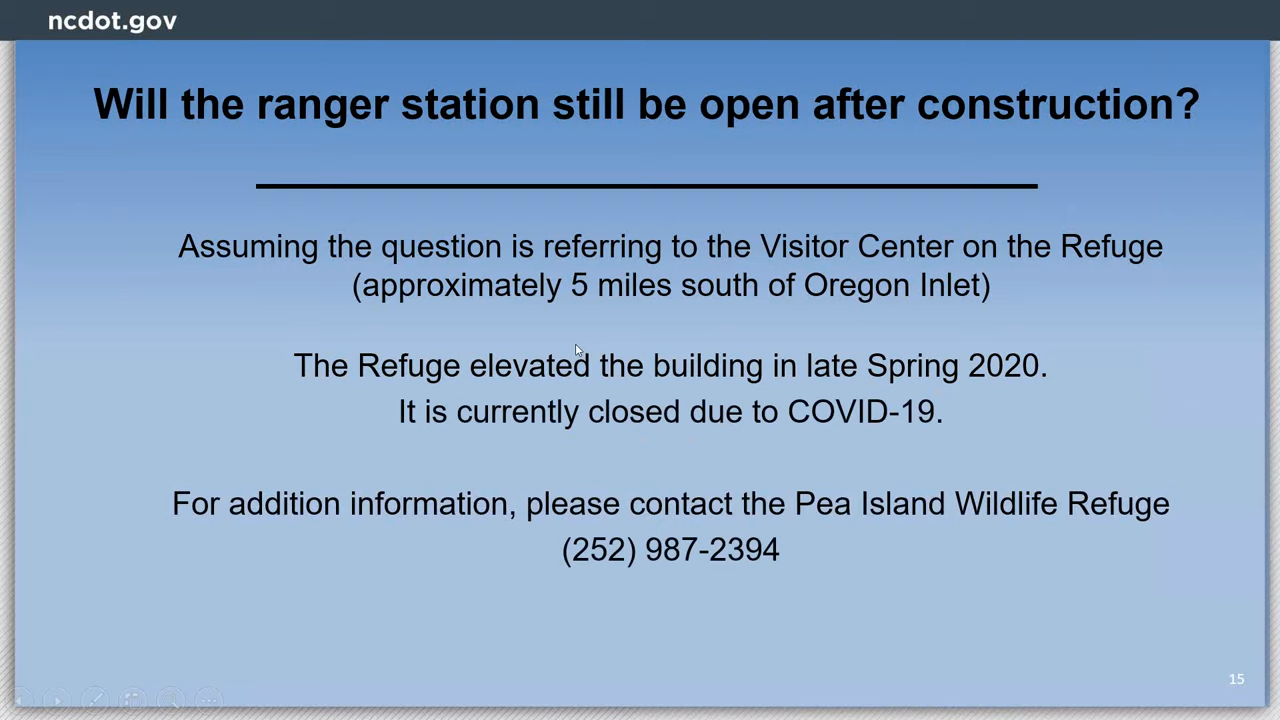 ncdot.gov
Will the ranger station still be open after construction?
Assuming the question is referring to the Visitor Center on the Refuge
(approximately 5 miles south of Oregon Inlet)
The Refuge elevated the building in late Spring 2020.
It is currently closed due to COVID-19.
For addition information, please contact the Pea Island Wildlife Refuge
(252) 987-2394
15